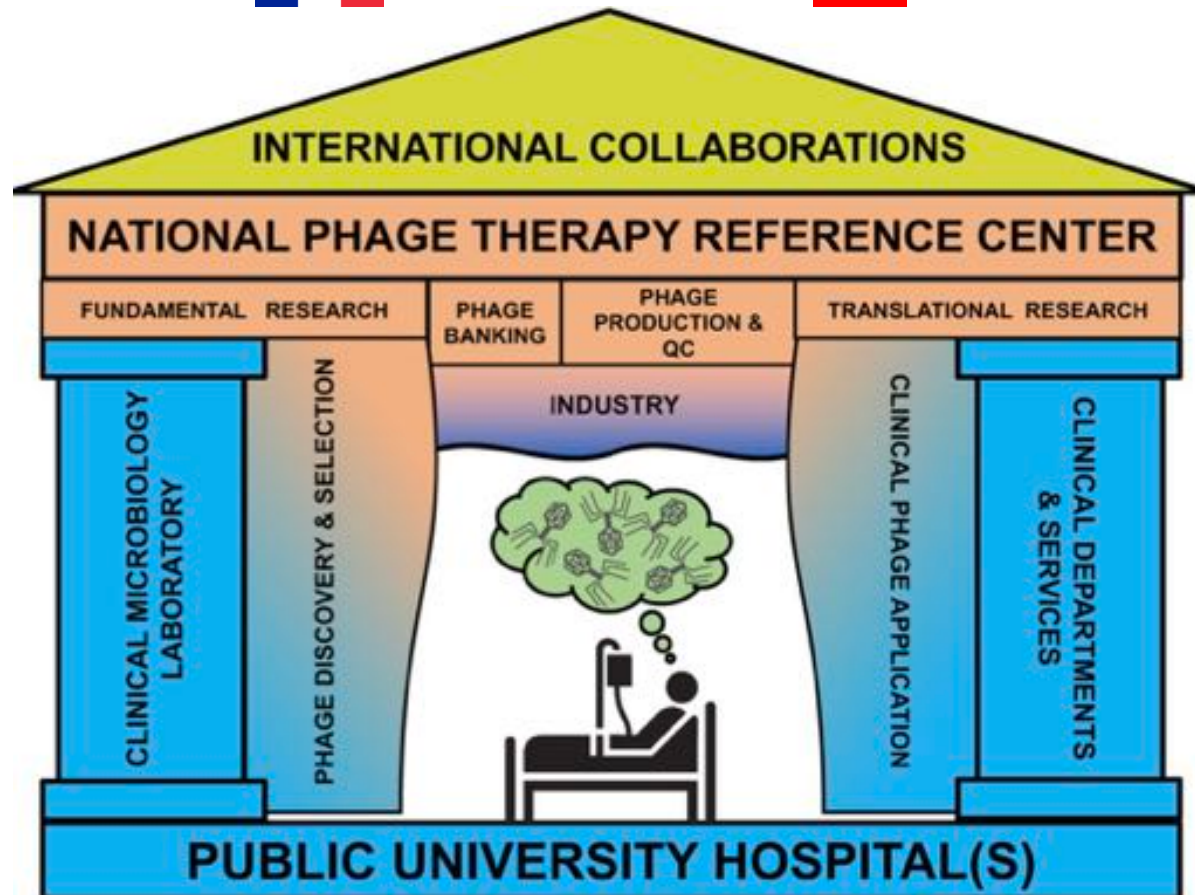 INTERNATIONAL COLLABORATIONS
NATIONAL PHAGE THERAPY REFERENCE CENTER
FUNDAMENTAL RESEARCH
PHAGE
BANKING
PHAGE
PRODUCTION &
QC
TRANSLATIONAL RESEARCH
INDUSTRY
CLINICAL MICROBIOLOGY
LABORATORY
PHAGE DISCOVERY & SELECTION
CLINICAL PHAGE APPLICATION
CLINICAL DEPARTMENTS
& SERVICES
PUBLIC UNIVERSITY HOSPITAL(S)